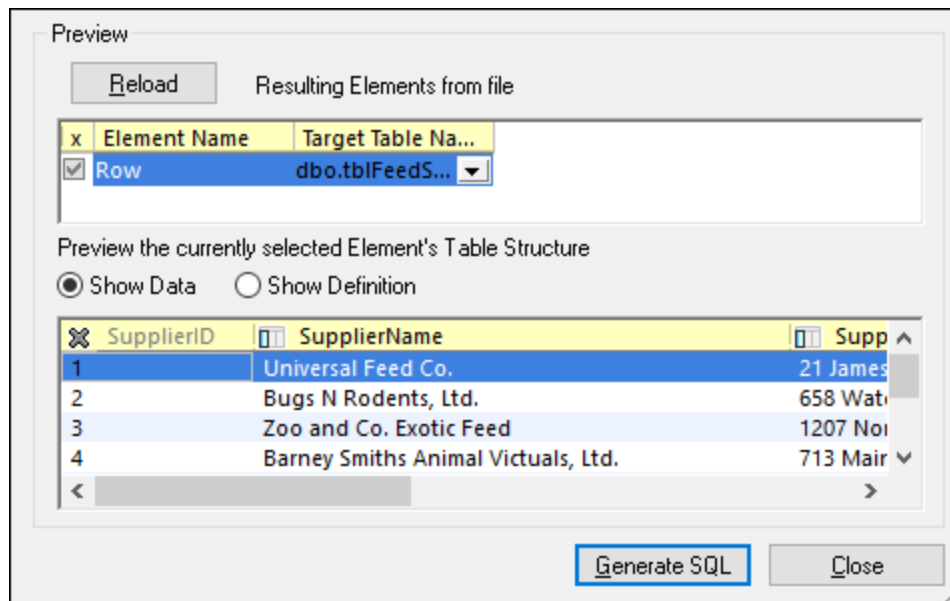 Preview
Reload Resulting Elements from file
x Element Name Target Table Na...
Row dbo.tblFeedS...
Preview the currently selected Element's Table Structure
Show Data Show Definition
SupplierID SupplierName Supp
1 Universal Feed Co. 21 James
2 Bugs N Rodents, Ltd. 658 Wat
3 Zoo and Co. Exotic Feed 1207 Nor
4 Barney Smiths Animal Victuals, Ltd. 713 Mair
Generate SQL Close